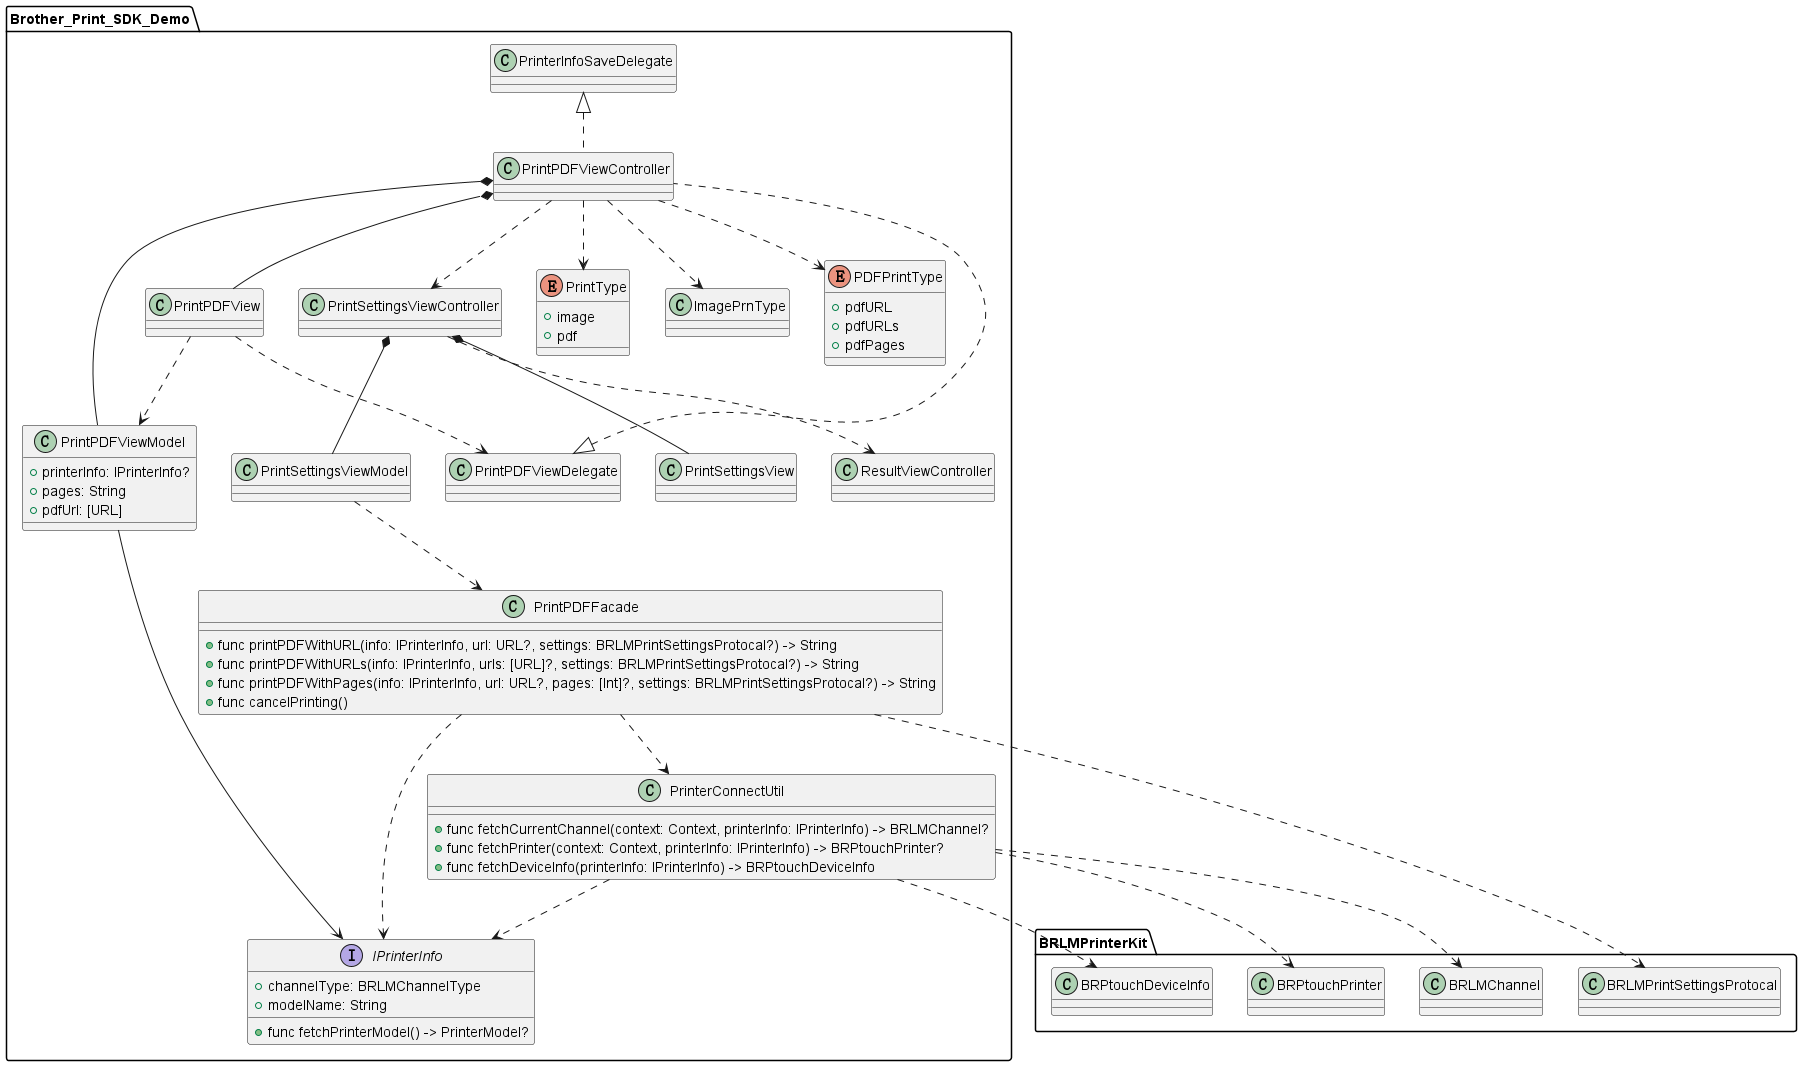 Brother_Print_SDK_Demo
C PrinterInfoSaveDelegate
C PrintPDFViewController
C PrintPDFView
C PrintSettingsViewController
E PrintType
image
pdf
C ImagePrnType
E PDFPrintType
pdfURL
pdfURLs
pdfPages
C PrintPDFViewModel
printerInfo: IPrinterInfo?
pages: String
pdfUrl: [URL]
C PrintSettingsViewModel
C PrintPDFViewDelegate
C PrintSettingsView
C ResultViewController
C PrintPDFFacade
func printPDFWithURL(info: IPrinterInfo, url: URL?, settings: BRLMPrintSettingsProtocal?) -> String
func printPDFWithURLs(info: IPrinterInfo, urls: [URL]?, settings: BRLMPrintSettingsProtocal?) -> String
func printPDFWithPages(info: IPrinterInfo, url: URL?, pages: [Int]?, settings: BRLMPrintSettingsProtocal?) -> String
func cancelPrinting()
C PrinterConnectUtil
func fetchCurrentChannel(context: Context, printerInfo: IPrinterInfo) -> BRLMChannel?
func fetchPrinter(context: Context, printerInfo: IPrinterInfo) -> BRPtouchPrinter?
func fetchDeviceInfo(printerInfo: IPrinterInfo) -> BRPtouchDeviceInfo
I IPrinterInfo
channelType: BRLMChannelType
modelName: String
func fetchPrinterModel() -> PrinterModel?
BRLMPrinterKit
C BRPtouchDeviceInfo
C BRPtouchPrinter
C BRLMChannel
C BRLMPrintSettingsProtocal